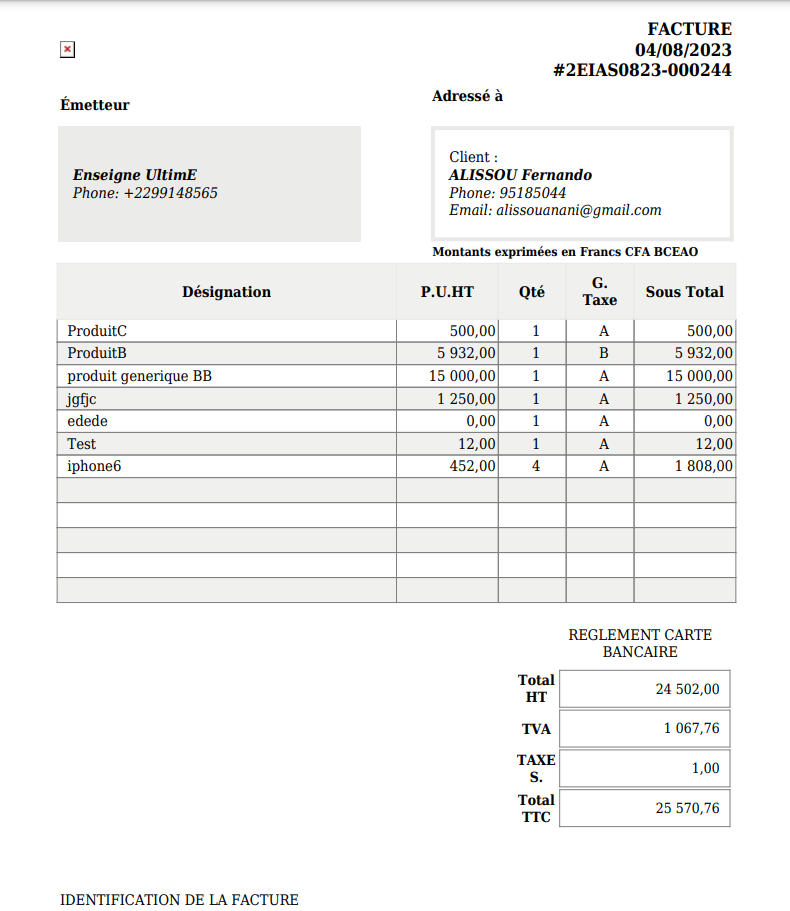 FACTURE
04/08/2023
#2EIAS0823-000244
Émetteur
Adressé à
Enseigne UltimE
Phone: +2299148565
Client :
ALISSOU Fernando
Phone: 95185044
Email: alissouanani@gmail.com
Montants exprimées en Francs CFA BCEAO
Désignation P.U.HT Qté G. Taxe Sous Total
ProduitC 500,00 1 A 500,00
ProduitB 5 932,00 1 B 5 932,00
produit generique BB 15 000,00 1 A 15 000,00
jgfjc 1 250,00 1 A 1 250,00
edede 0,00 1 A 0,00
Test 12,00 1 A 12,00
iphone6 452,00 4 A 1 808,00
REGLEMENT CARTE
BANCAIRE
Total HT 24 502,00
TVA 1 067,76
TAXE S. 1,00
Total TTC 25 570,76
IDENTIFICATION DE LA FACTURE